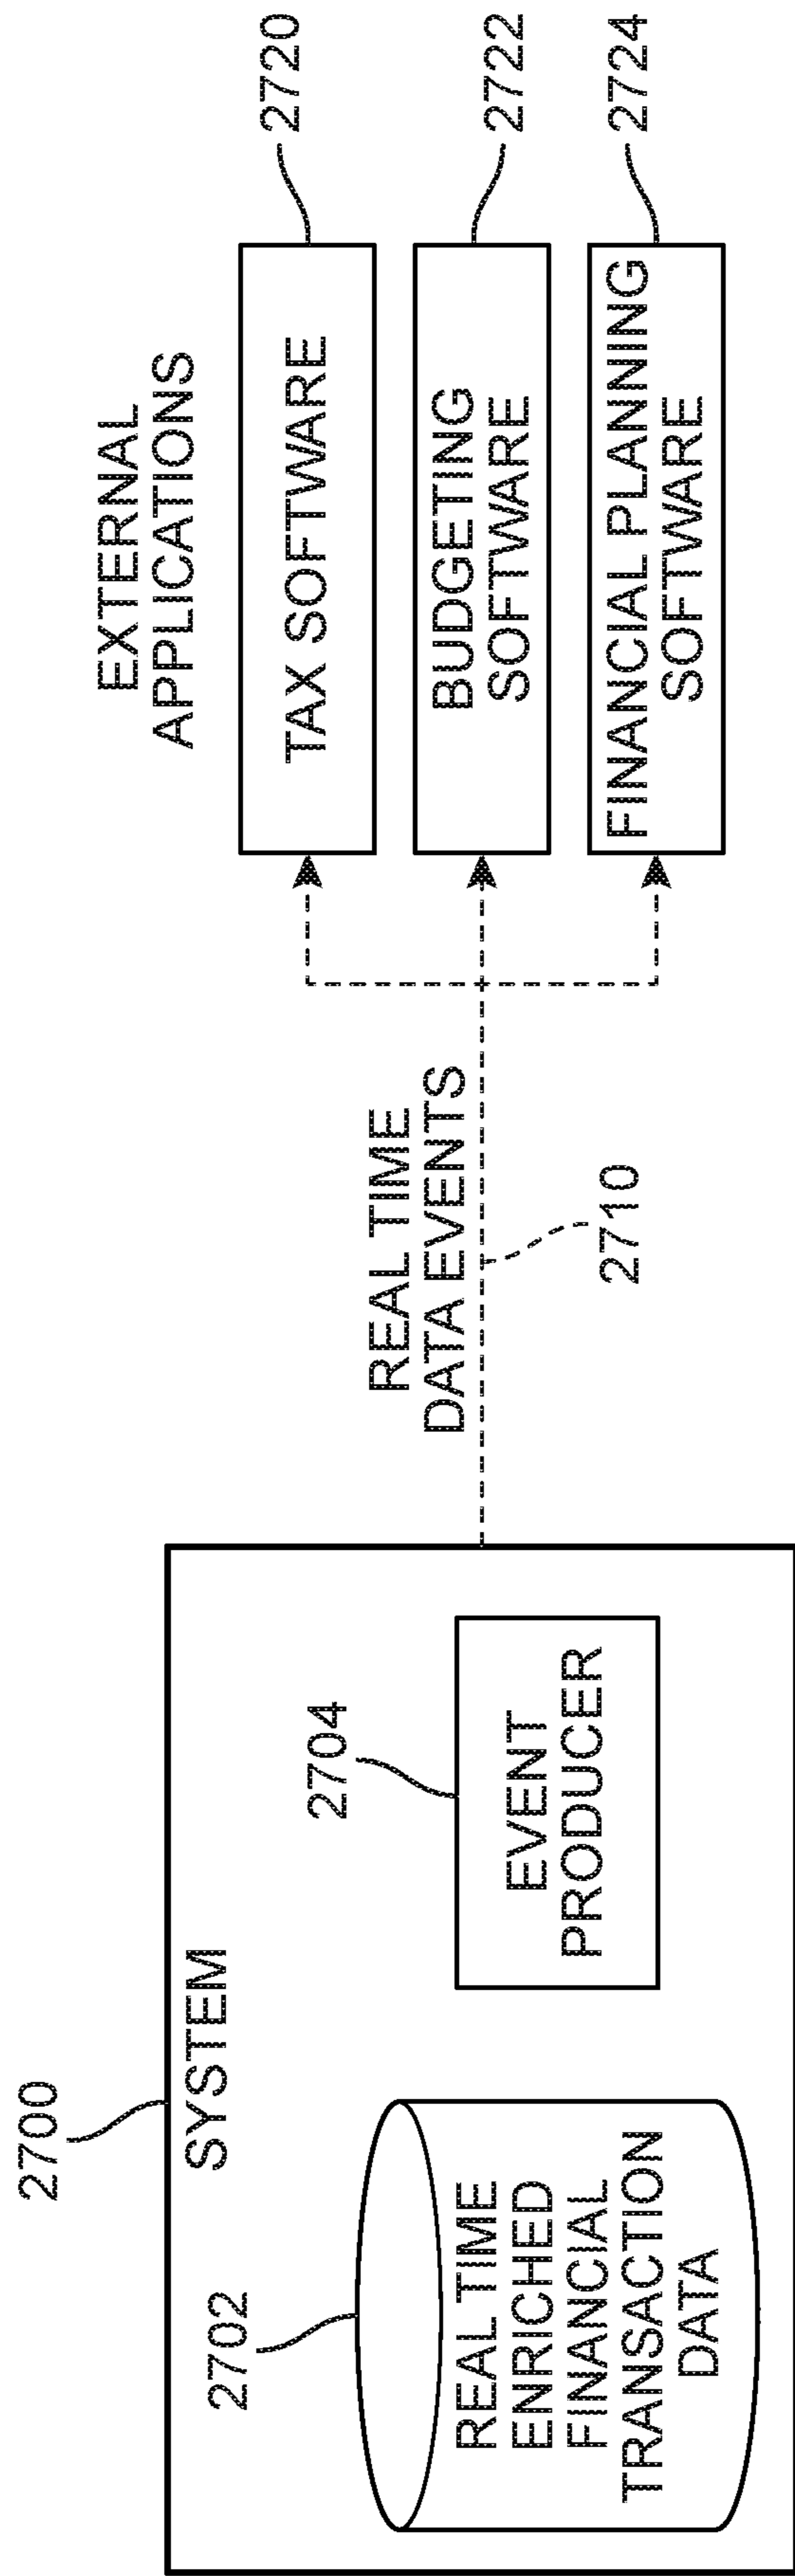 2700
SYSTEM
2702
REAL TIME
ENRICHED
FINANCIAL
TRANSACTION
DATA
2704
EVENT
PRODUCER
REAL TIME
DATA EVENTS
2710
EXTERNAL
APPLICATIONS
TAX SOFTWARE
2720
BUDGETING
SOFTWARE
2722
FINANCIAL PLANNING
SOFTWARE
2724